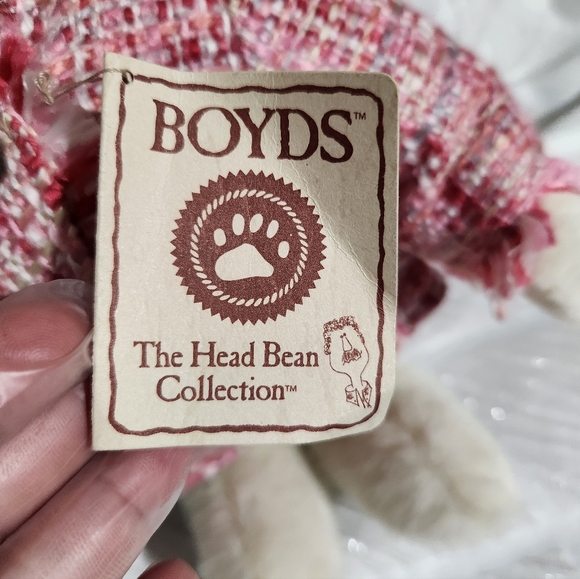 BOYDS™
The Head Bean
Collection™